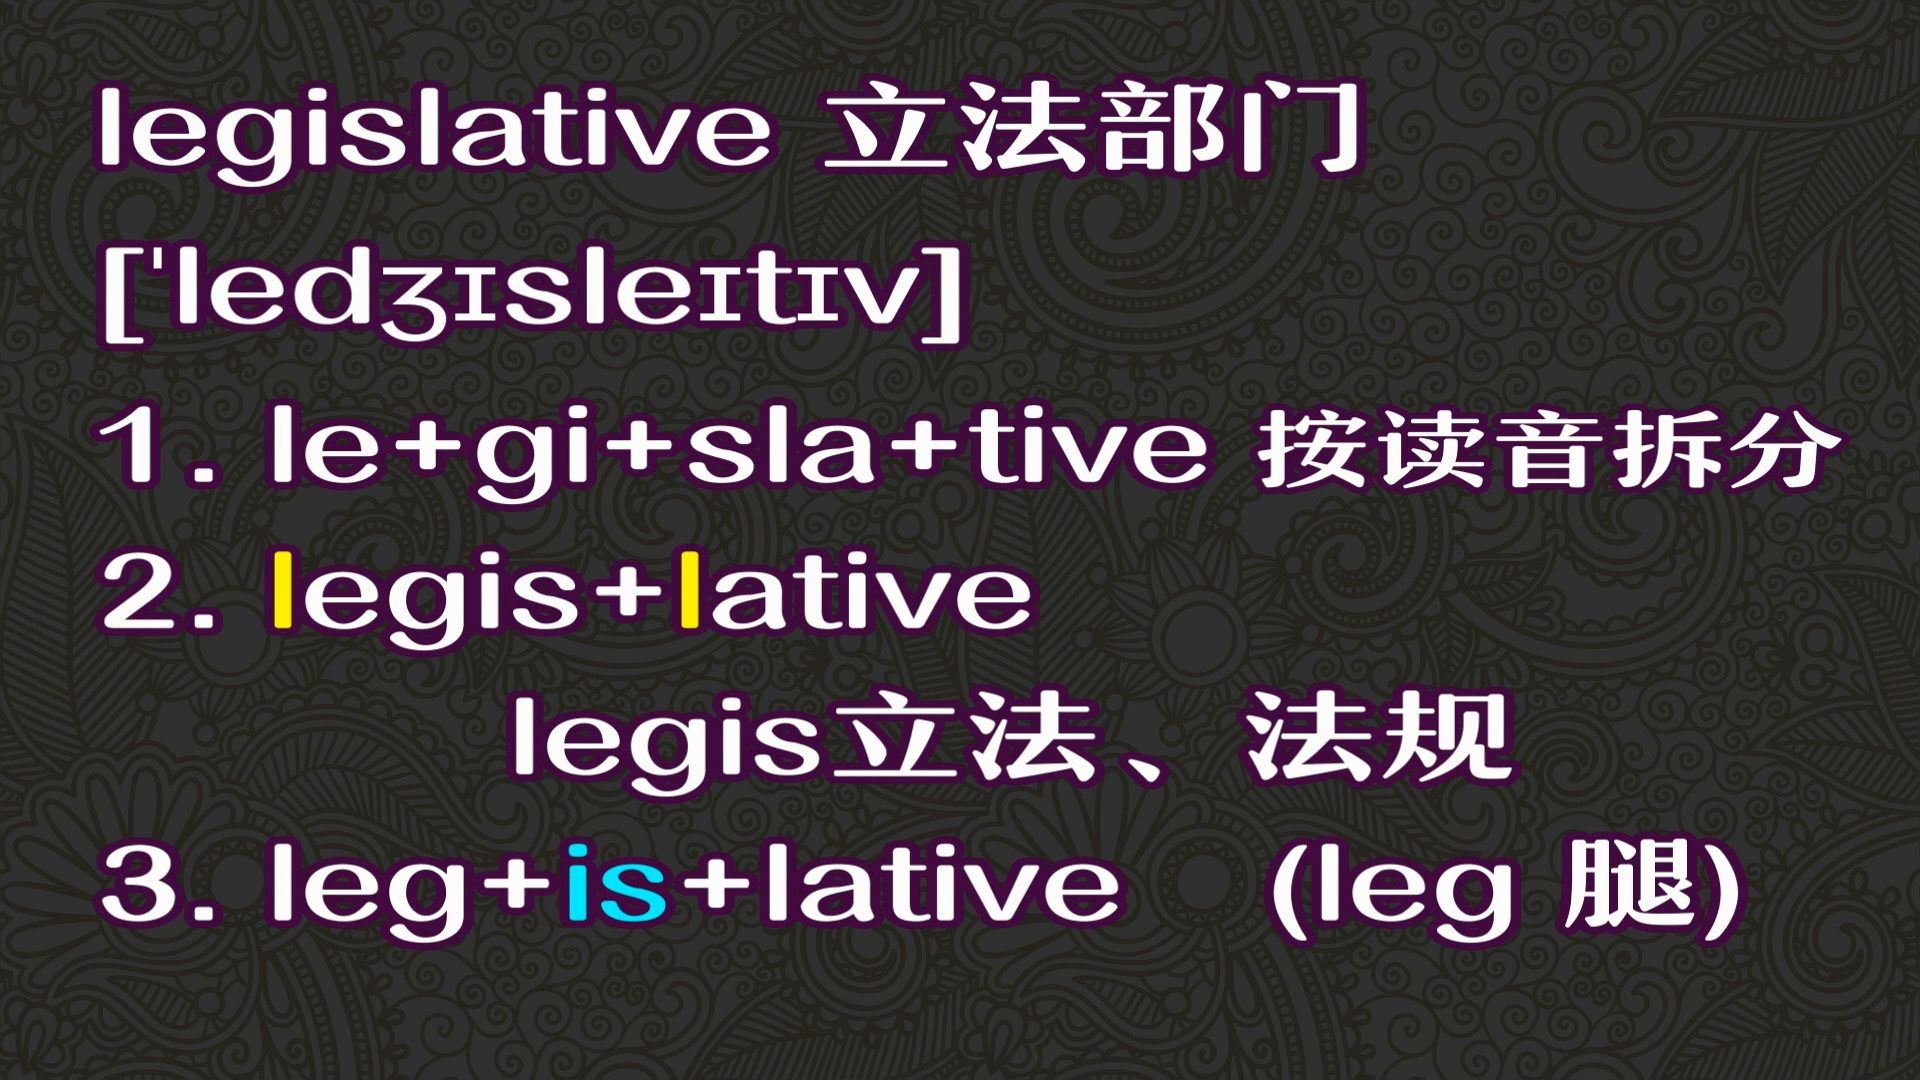 legislative 立法部门
['ledʒɪsleɪtɪv]
1. le+gi+sla+tive 按读音拆分
2. legis+lative
legis立法、法规
3. leg+is+lative (leg 腿)